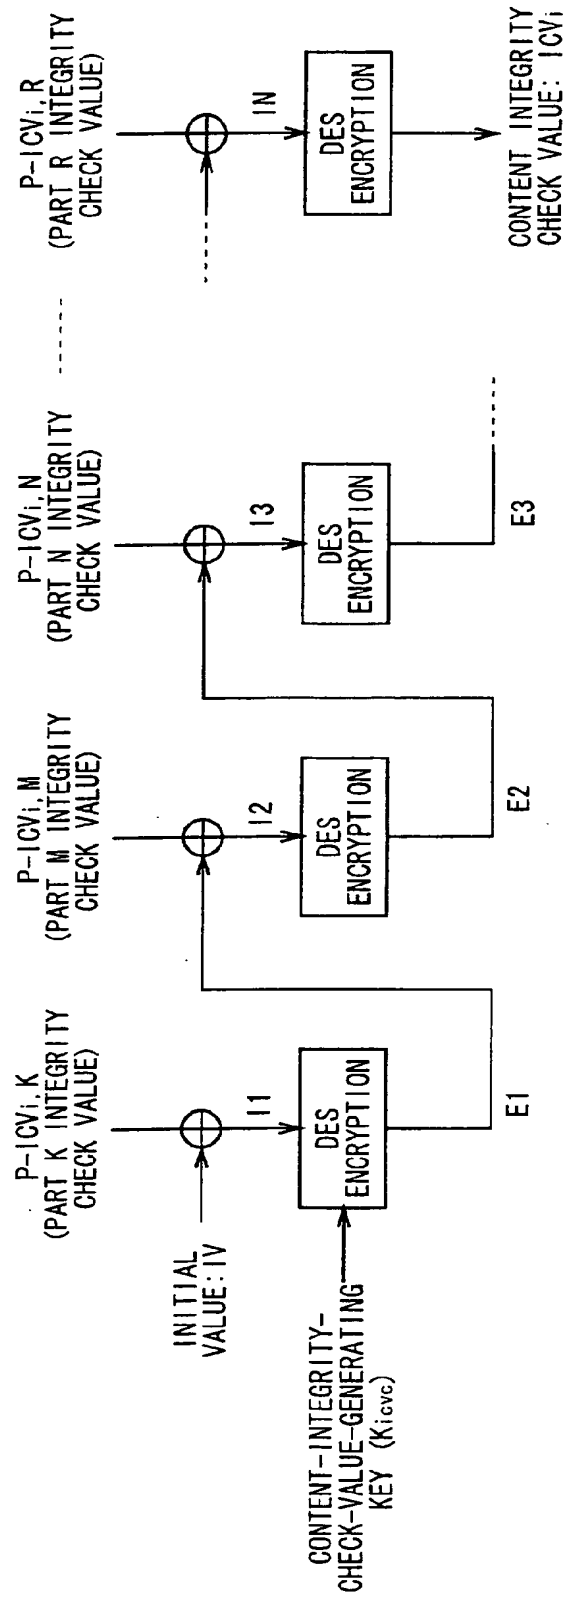 P-ICVi,K
(PART K INTEGRITY
CHECK VALUE)
P-ICVi,M
(PART M INTEGRITY
CHECK VALUE)
P-ICVi,N
(PART N INTEGRITY
CHECK VALUE)
P-ICVi,R
(PART R INTEGRITY
CHECK VALUE)
INITIAL
VALUE:IV
I1
I2
I3
IN
CONTENT-INTEGRITY-
CHECK-VALUE-GENERATING
KEY (Kicvc)
DES
ENCRYPTION
DES
ENCRYPTION
DES
ENCRYPTION
DES
ENCRYPTION
E1
E2
E3
CONTENT INTEGRITY
CHECK VALUE: ICVi